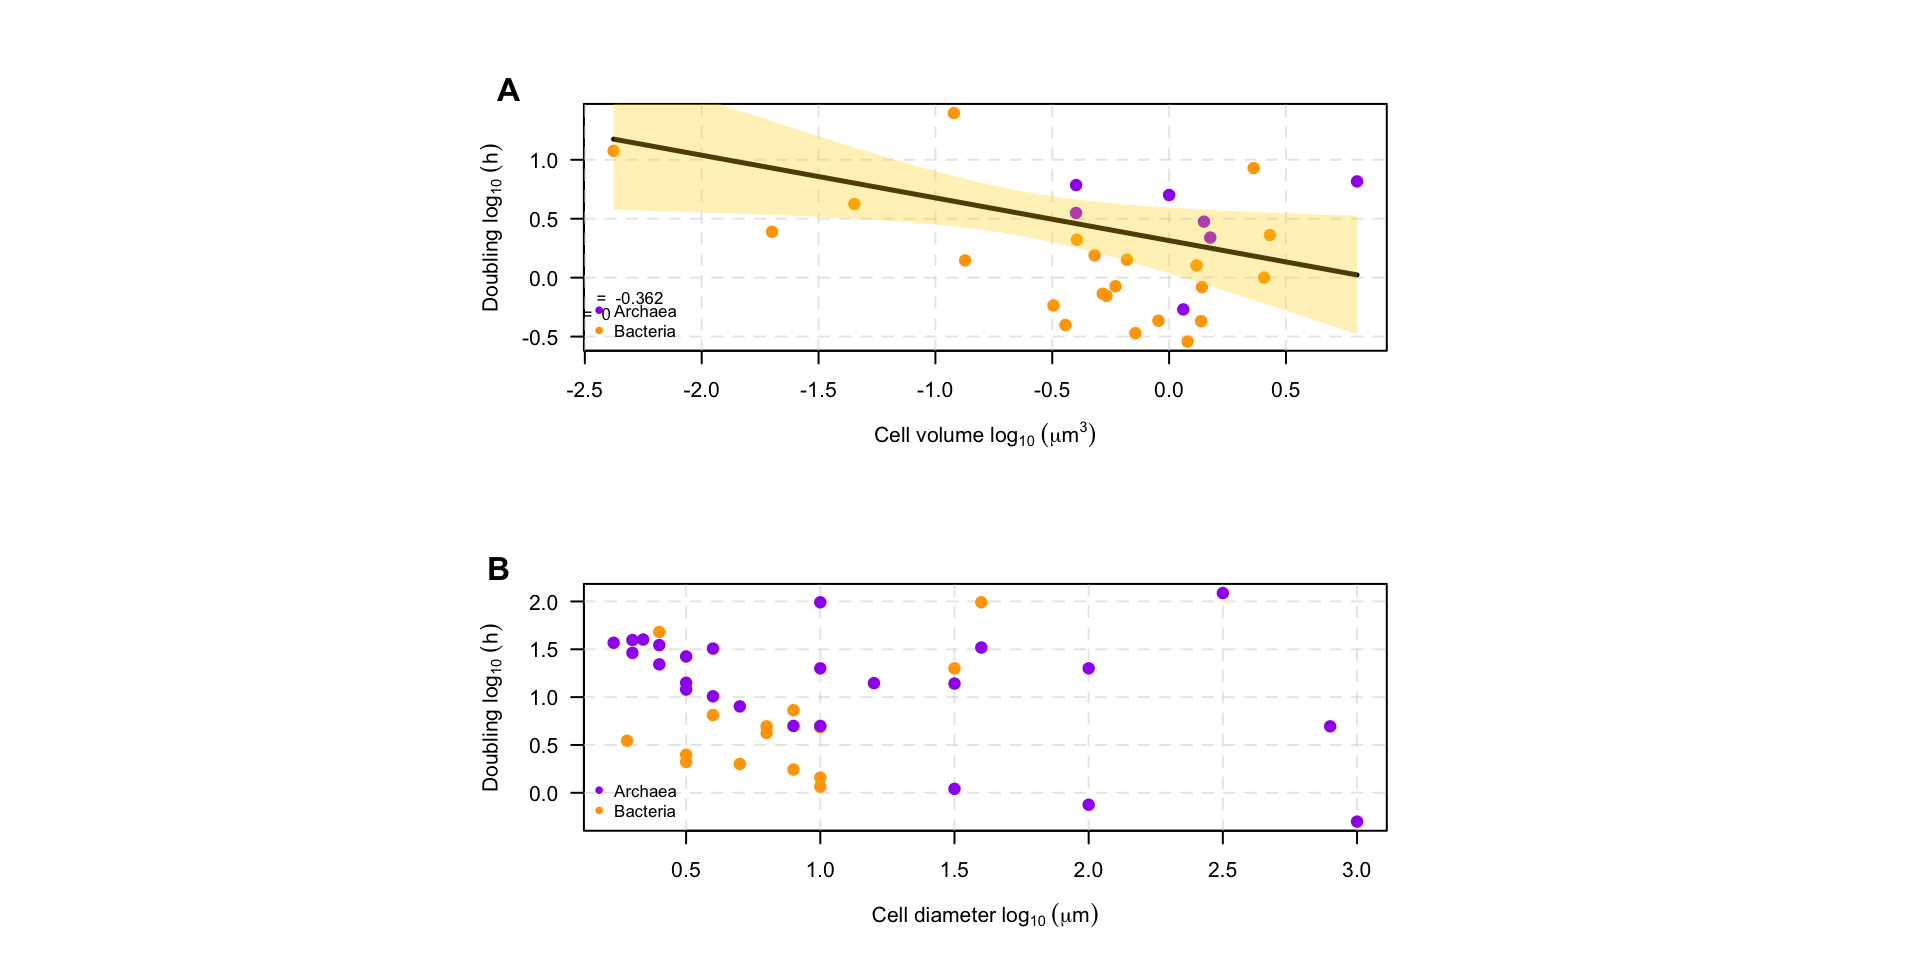 A
Doubling log₁₀ (h)
1.0
0.5
0.0
-0.5
= -0.362
= 0
Archaea
Bacteria
-2.5 -2.0 -1.5 -1.0 -0.5 0.0 0.5
Cell volume log₁₀ (μm³)
B
Doubling log₁₀ (h)
2.0
1.5
1.0
0.5
0.0
Archaea
Bacteria
0.5 1.0 1.5 2.0 2.5 3.0
Cell diameter log₁₀ (μm)